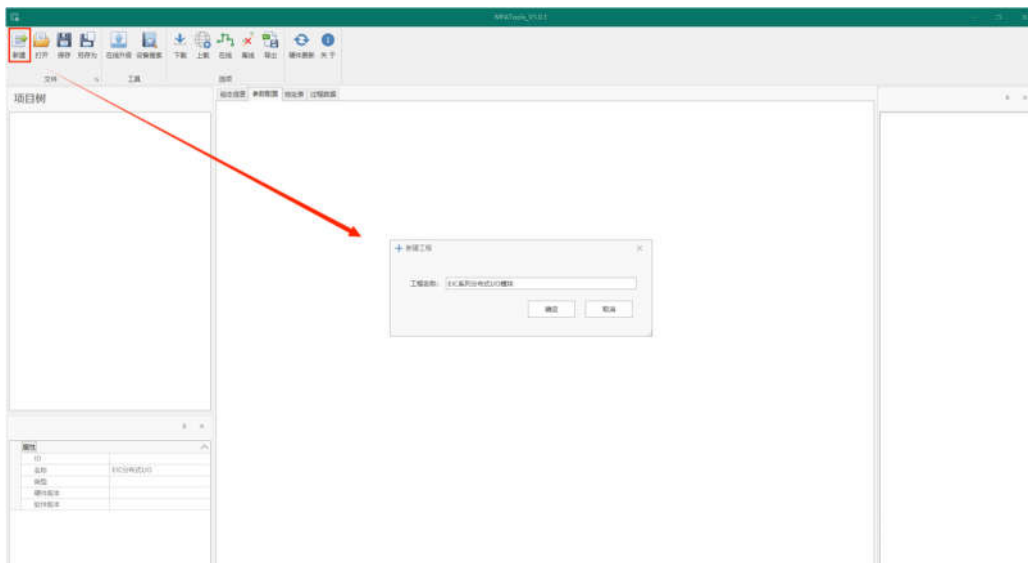 MINITools_V1.0.1
新建 打开 保存 另存为 在线升级 设备搜索 下载 上载 在线 离线 导出 硬件更新 关于
文件 工具 选项
项目树
组态信息 参数配置 地址表 过程数据
新建工程
工程名称： EIC系列分布式I/O模块
确定 取消
属性
ID
名称 EIC分布式I/O
类型
硬件版本
软件版本